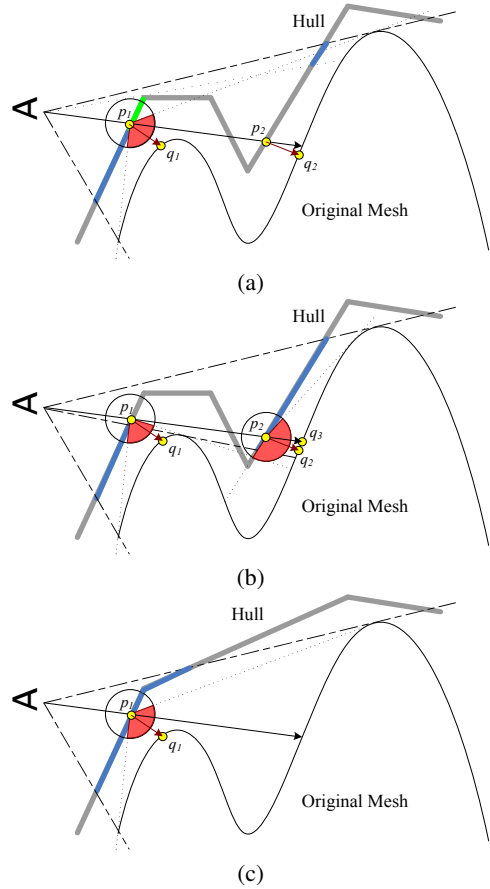 Hull
A
p1
p2
q1
q2
Original Mesh
(a)
Hull
A
p1
p2
q3
q1
q2
Original Mesh
(b)
Hull
A
p1
q1
Original Mesh
(c)